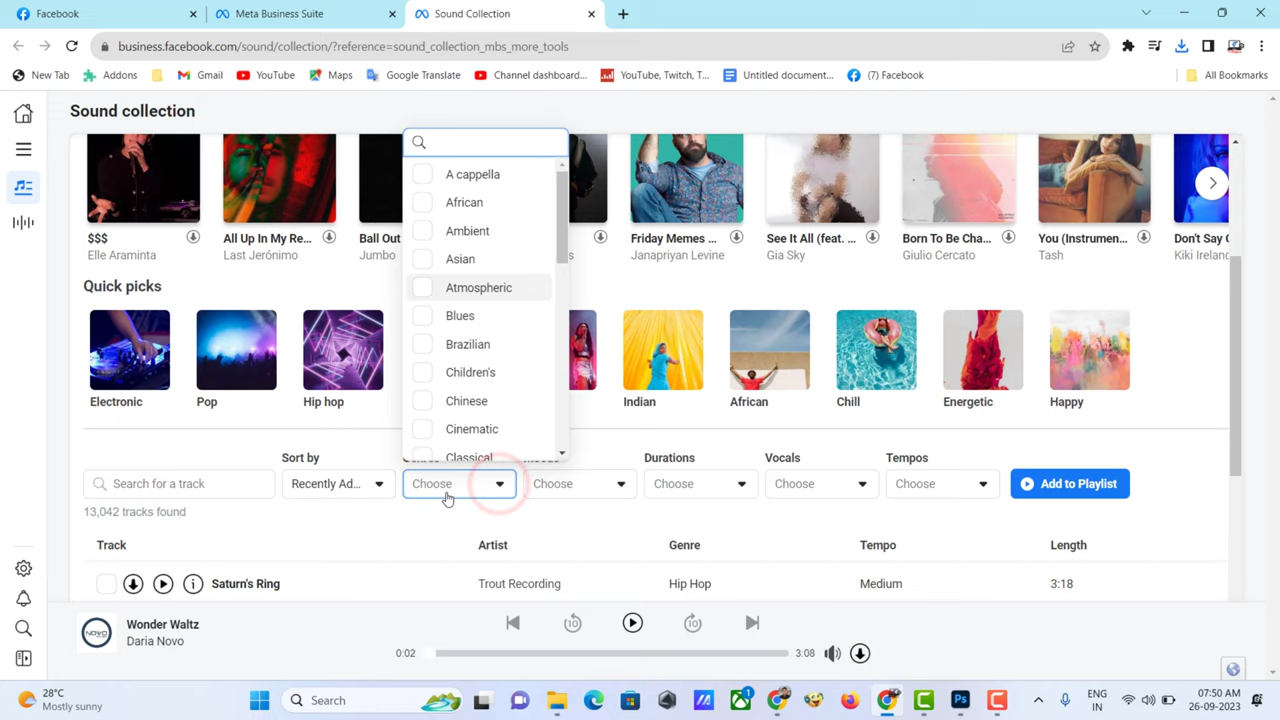 Facebook
Meta Business Suite
Sound Collection
business.facebook.com/sound/collection/?reference=sound_collection_mbs_more_tools
New Tab
Addons
Gmail
YouTube
Maps
Google Translate
Channel dashboard...
YouTube, Twitch, T...
Untitled document...
(7) Facebook
All Bookmarks
Sound collection
$$$
All Up In My Re...
Ball Out
Friday Memes ...
See It All (feat. ...
Born To Be Cha...
You (Instrumen...
Don't Say
Elle Araminta
Last Jerónimo
Jumbo
Janapriyan Levine
Gia Sky
Giulio Cercato
Tash
Kiki Ireland
Quick picks
Electronic
Pop
Hip hop
Indian
African
Chill
Energetic
Happy
A cappella
African
Ambient
Asian
Atmospheric
Blues
Brazilian
Children's
Chinese
Cinematic
Classical
Sort by
Durations
Vocals
Tempos
Search for a track
Recently Ad...
Choose
Choose
Choose
Choose
Choose
Add to Playlist
13,042 tracks found
Track
Artist
Genre
Tempo
Length
Saturn's Ring
Trout Recording
Hip Hop
Medium
3:18
NOVO
Wonder Waltz
Daria Novo
10
10
0:02
3:08
28°C
Mostly sunny
Search
1
ENG
IN
07:50 AM
26-09-2023